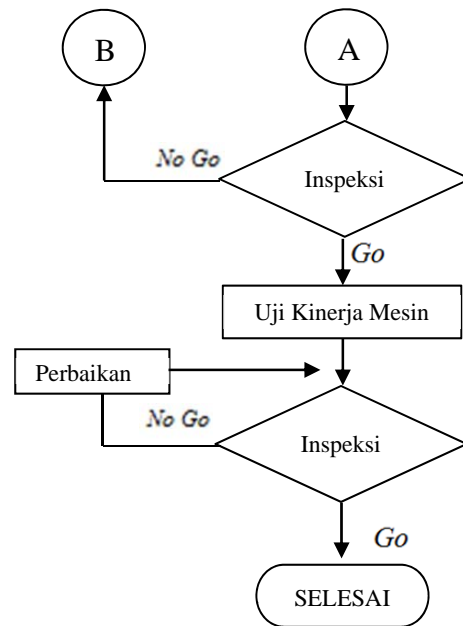 B
A
No Go
Inspeksi
Go
Uji Kinerja Mesin
Perbaikan
No Go
Inspeksi
Go
SELESAI